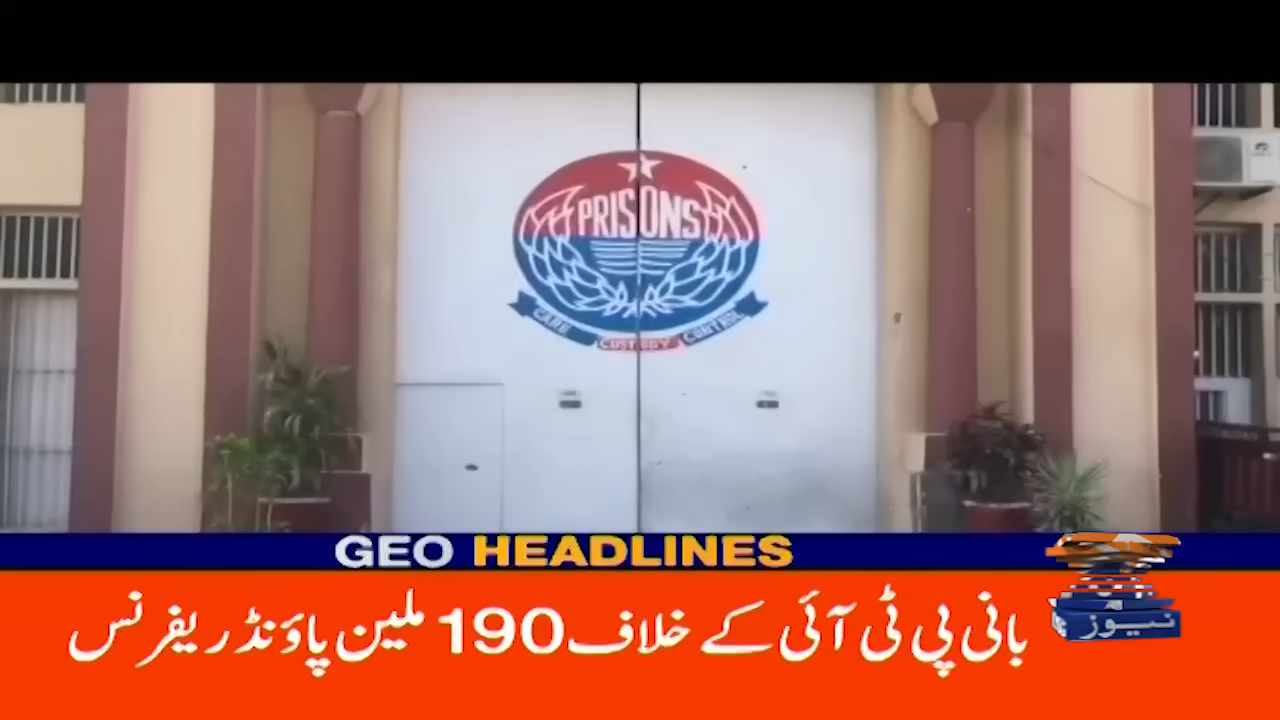 PRISONS
CARE CUSTODY CONTROL
GEO HEADLINES
بانی پی ٹی آئی کے خلاف 190 ملین پاؤنڈ ریفرنس
نیوز